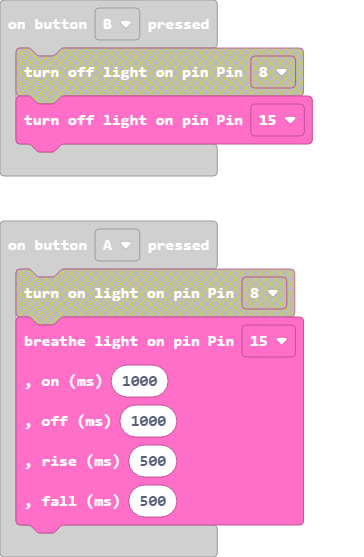 on button B pressed
turn off light on pin Pin 8
turn off light on pin Pin 15
on button A pressed
turn on light on pin Pin 8
breathe light on pin Pin 15
, on (ms) 1000
, off (ms) 1000
, rise (ms) 500
, fall (ms) 500